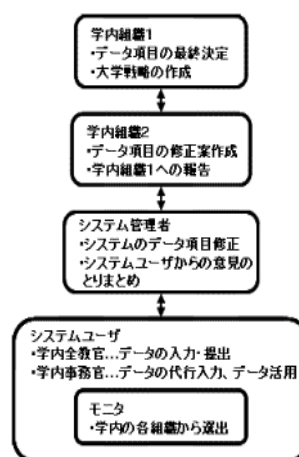 学内組織1
・データ項目の最終決定
・大学戦略の作成
学内組織2
・データ項目の修正案作成
・学内組織1への報告
システム管理者
・システムのデータ項目修正
・システムユーザからの意見の
とりまとめ
システムユーザ
・学内全教官…データの入力・提出
・学内事務官…データの代行入力、データ活用
モニタ
・学内の各組織から選出